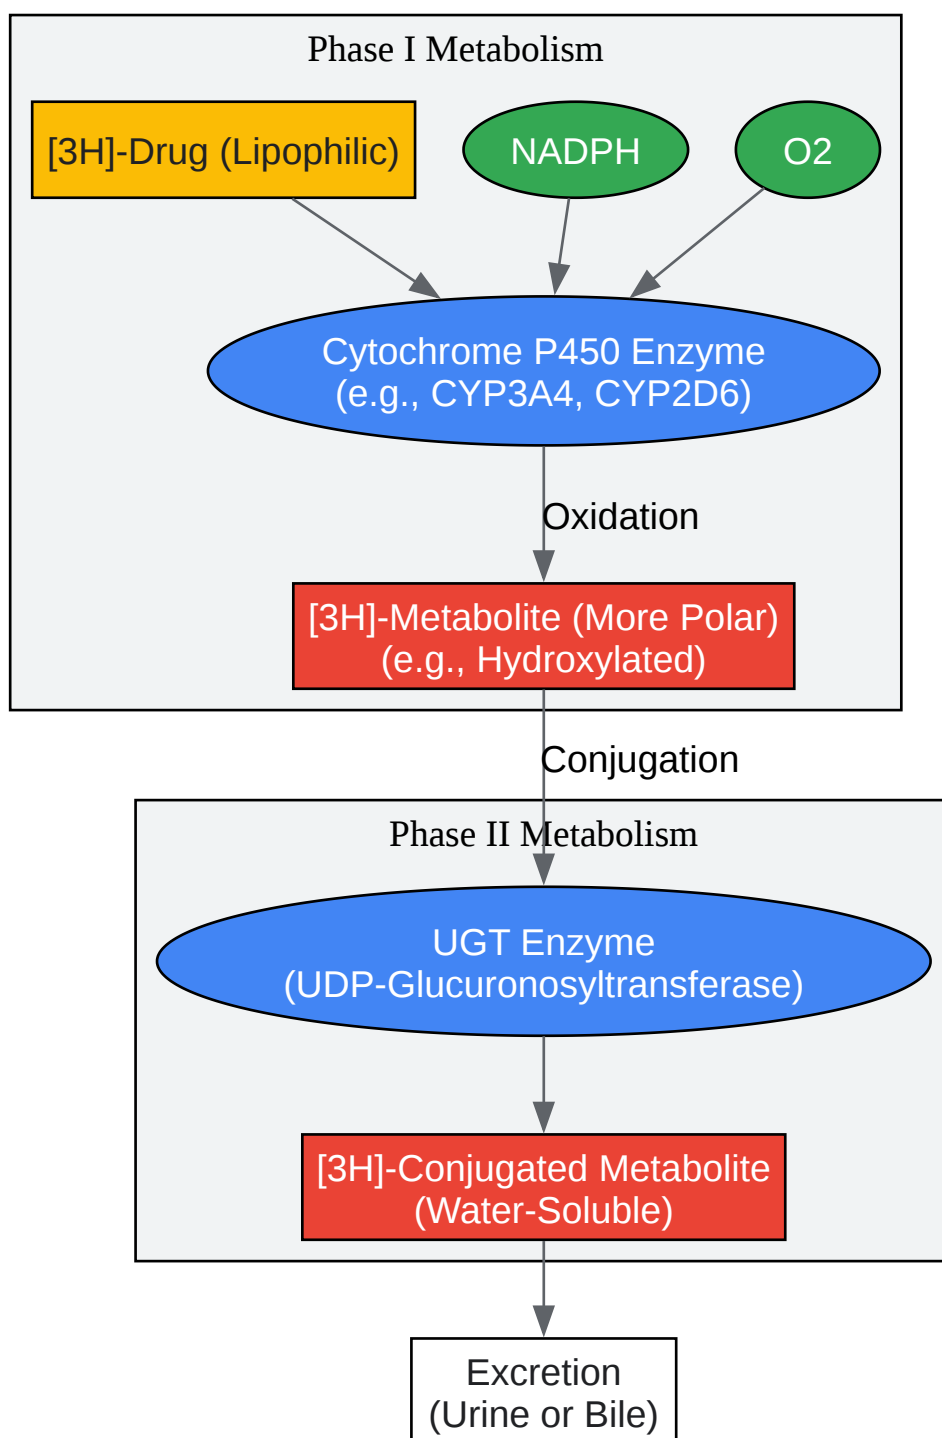 Phase I Metabolism
[3H]-Drug (Lipophilic)
NADPH
O2
Cytochrome P450 Enzyme
(e.g., CYP3A4, CYP2D6)
Oxidation
[3H]-Metabolite (More Polar)
(e.g., Hydroxylated)
Conjugation
Phase II Metabolism
UGT Enzyme
(UDP-Glucuronosyltransferase)
[3H]-Conjugated Metabolite
(Water-Soluble)
Excretion
(Urine or Bile)